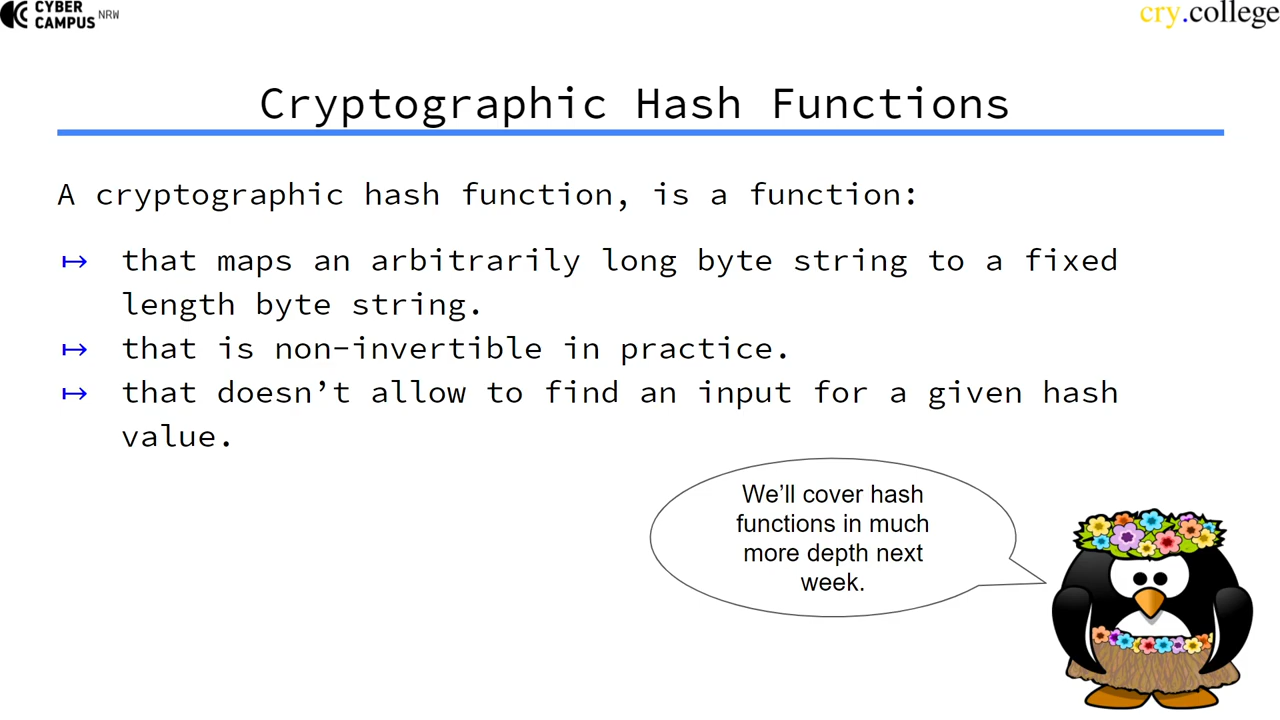 CYBER
CAMPUS NRW
cry.college
Cryptographic Hash Functions
A cryptographic hash function, is a function:
↦ that maps an arbitrarily long byte string to a fixed
length byte string.
↦ that is non-invertible in practice.
↦ that doesn’t allow to find an input for a given hash
value.
We’ll cover hash
functions in much
more depth next
week.